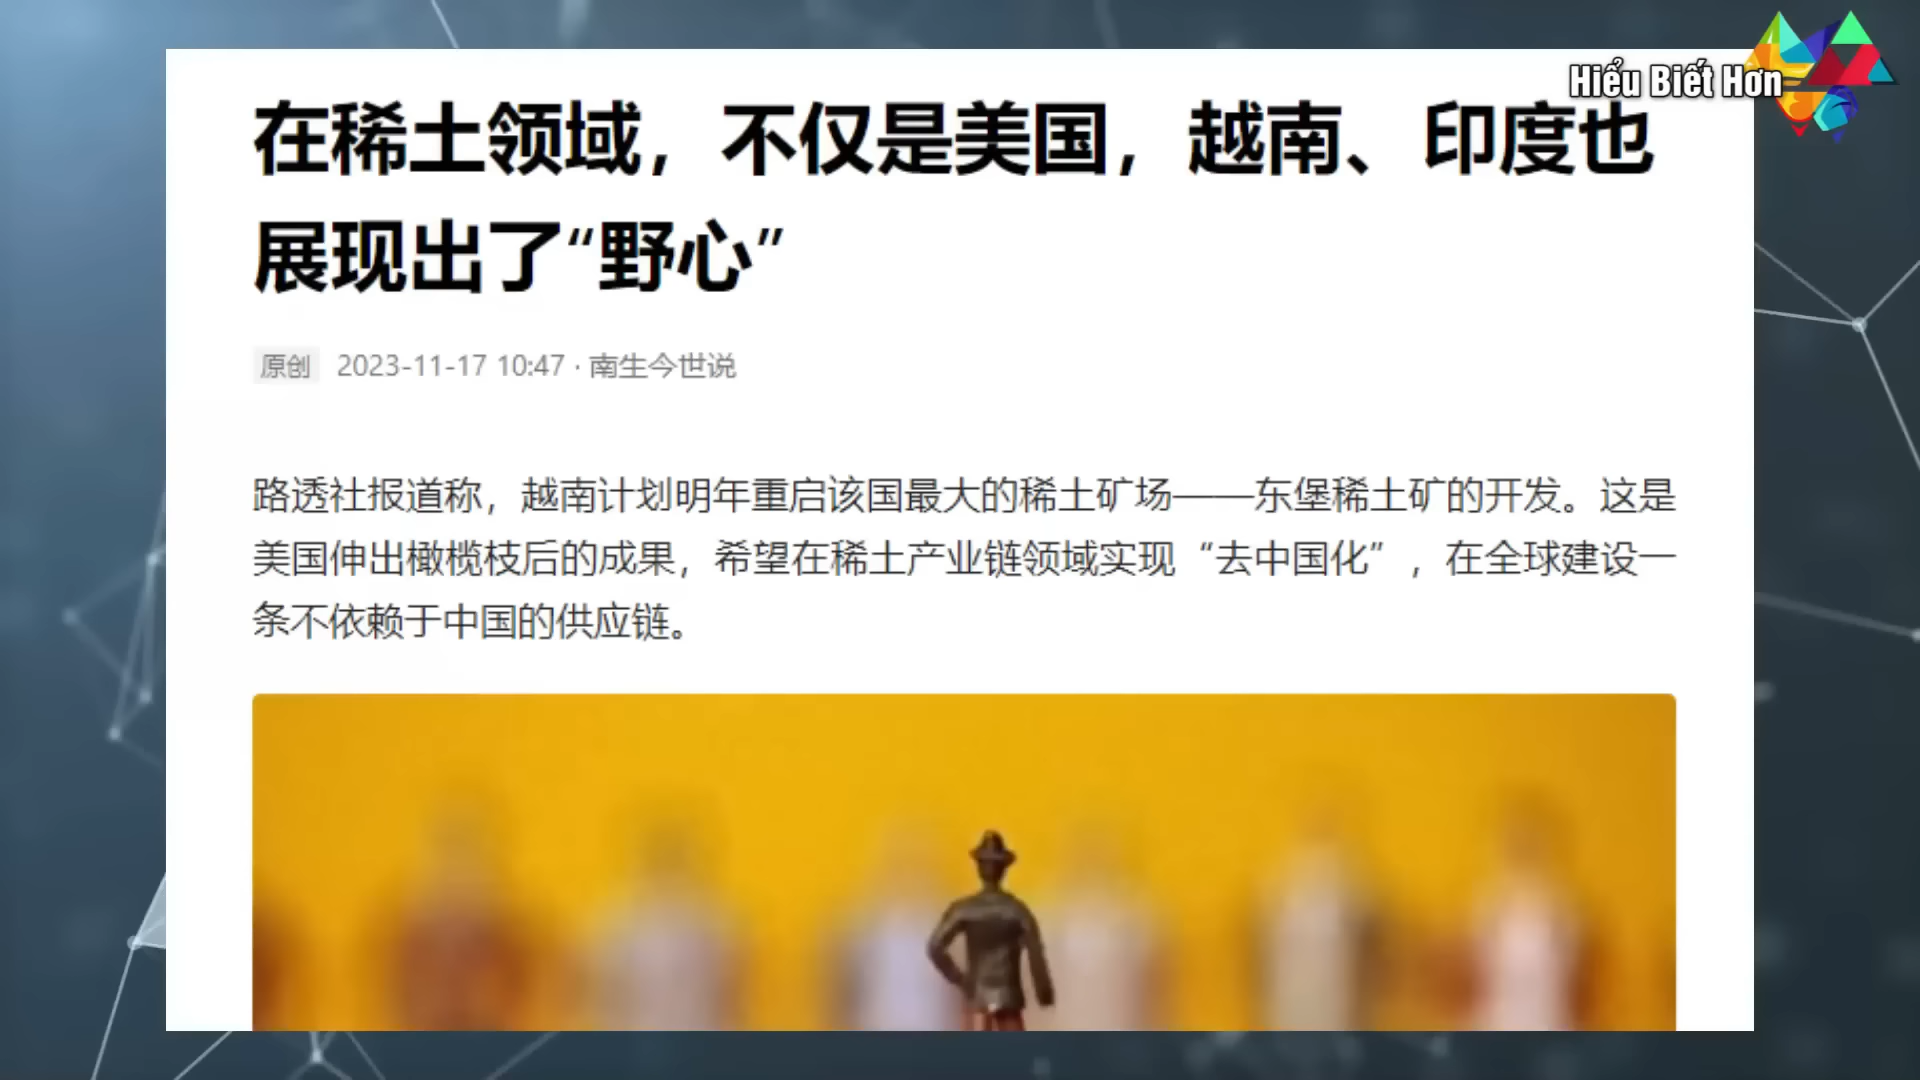 Hiểu Biết Hơn
在稀土领域，不仅是美国，越南、印度也
展现出了“野心”
原创 2023-11-17 10:47 · 南生今世说
路透社报道称，越南计划明年重启该国最大的稀土矿场——东堡稀土矿的开发。这是
美国伸出橄榄枝后的成果，希望在稀土产业链领域实现“去中国化”，在全球建设一
条不依赖于中国的供应链。